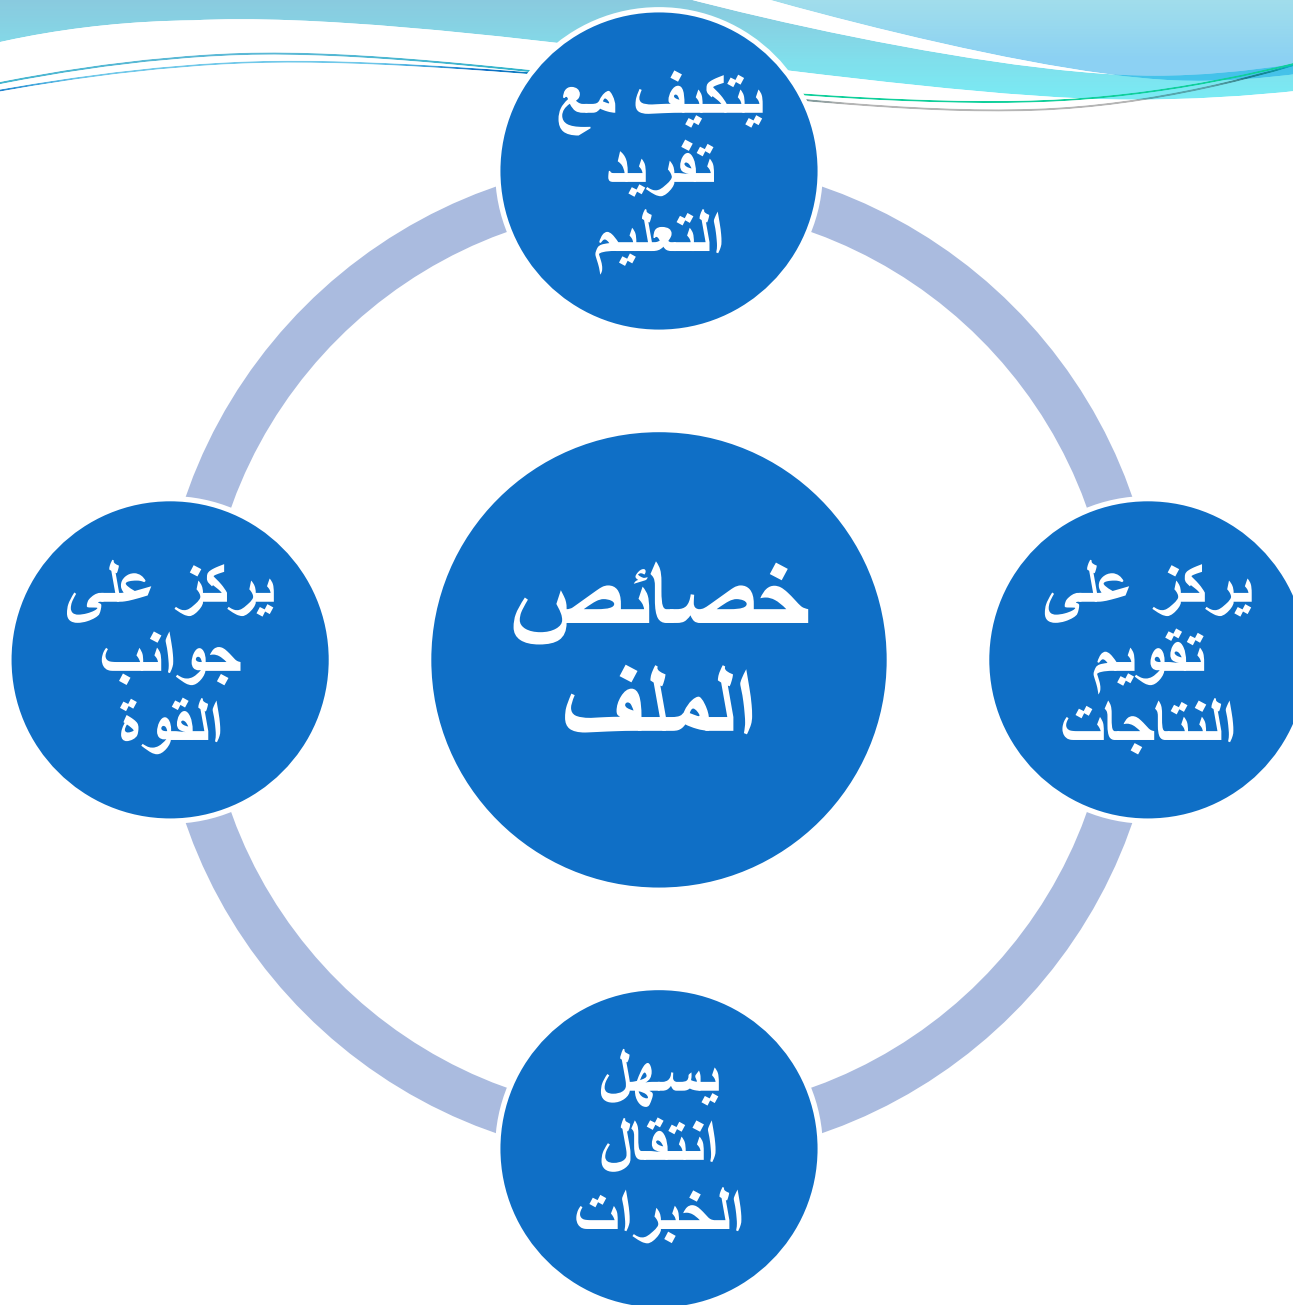 يتكيف مع
تفريد
التعليم
يركز على
تقويم
النتاجات
خصائص
الملف
يركز على
جوانب
القوة
يسهل
انتقال
الخبرات